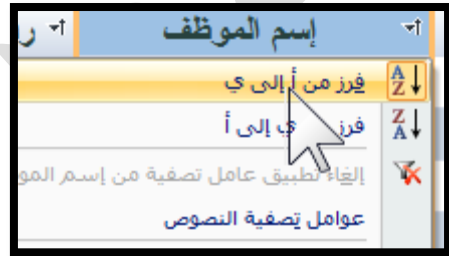 إسم الموظف
فرز من أ إلى ي
فرز ي إلى أ
إلغاء تطبيق عامل تصفية من إسم
عوامل تصفية النصوص